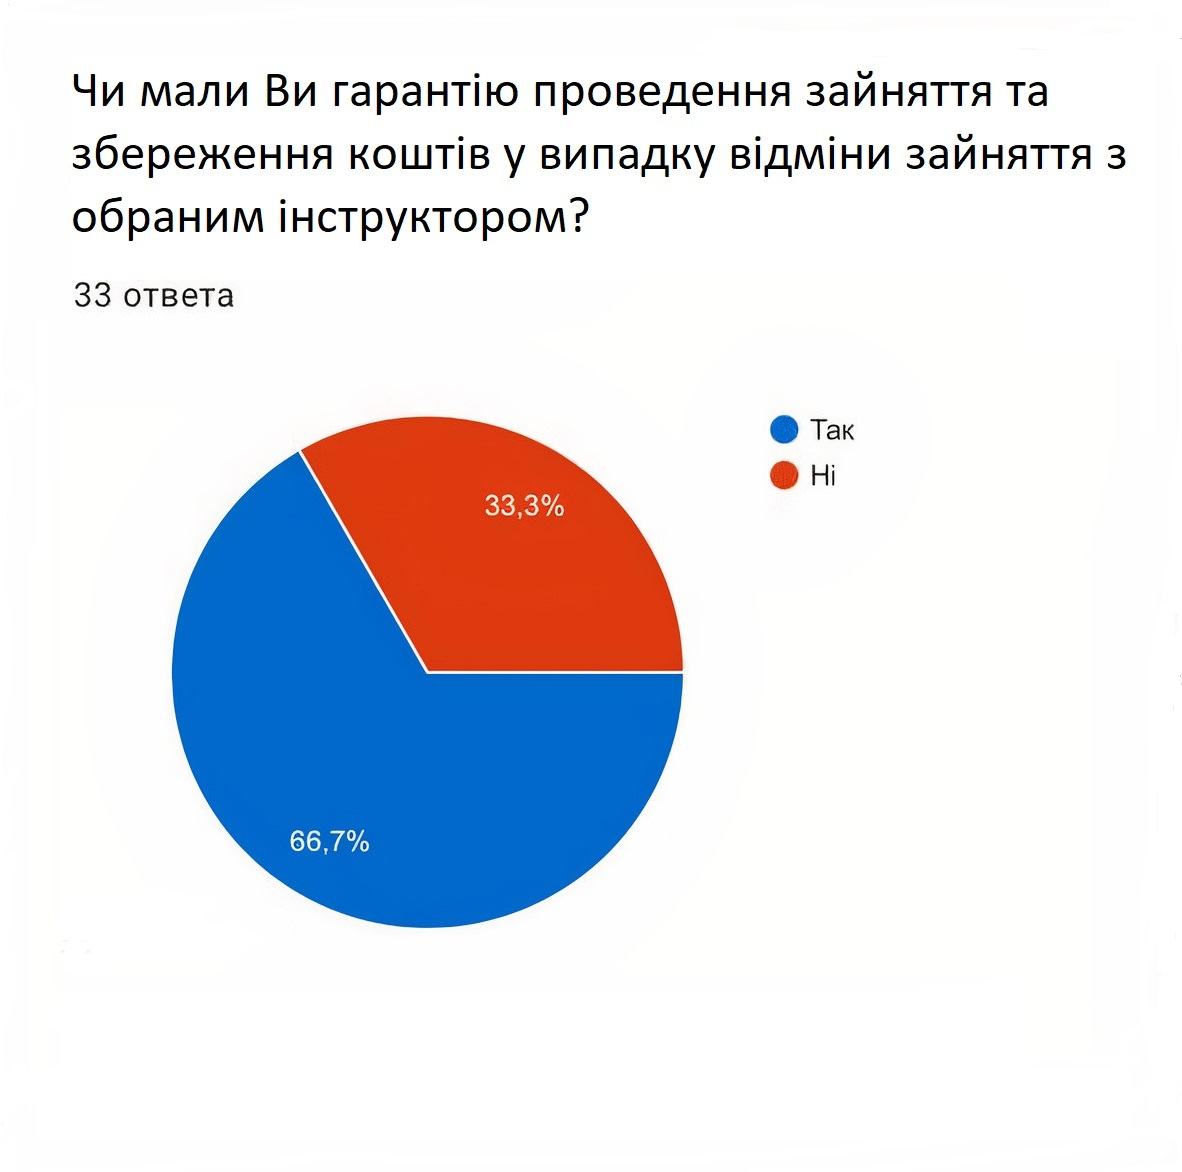 Чи мали Ви гарантію проведення зайняття та
збереження коштів у випадку відміни зайняття з
обраним інструктором?
33 ответа
Так
Ні
33,3%
66,7%